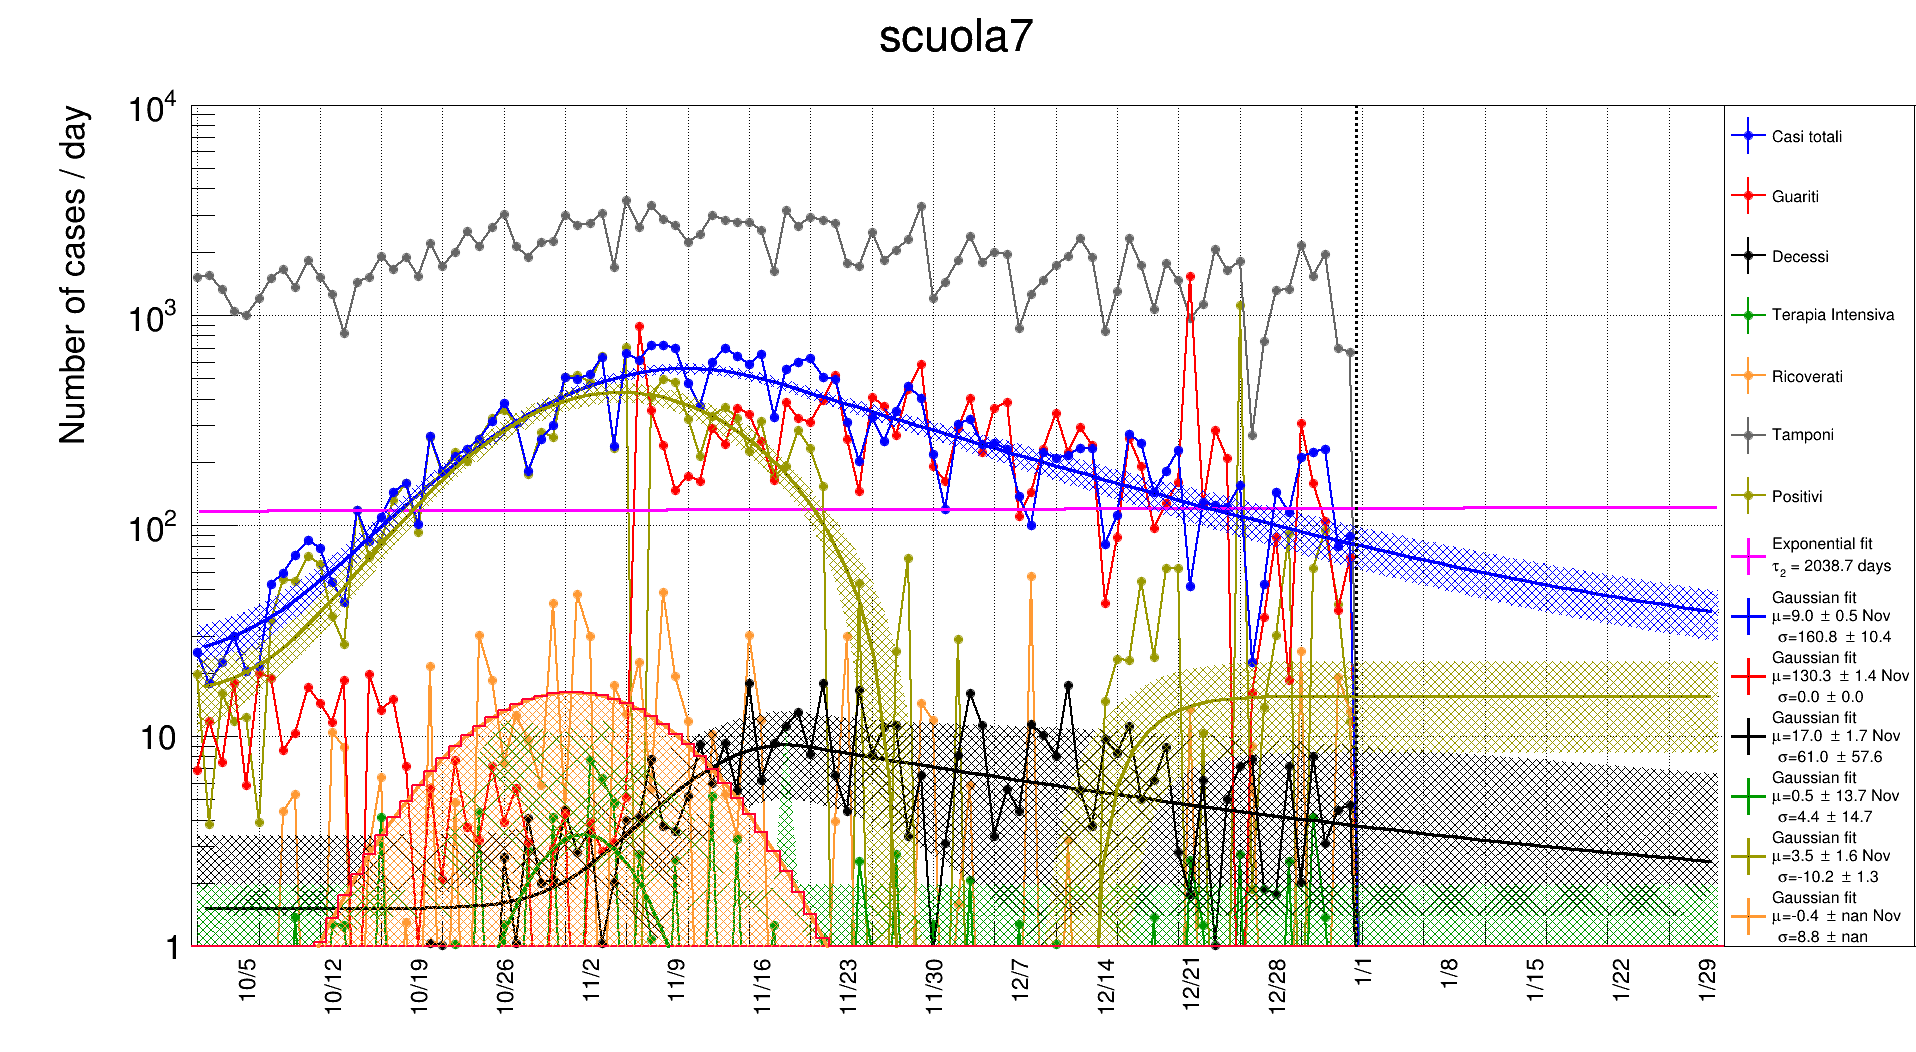 scuola7
Number of cases / day
10^4
10^3
10^2
10
1
10/5
10/12
10/19
10/26
11/2
11/9
11/16
11/23
11/30
12/7
12/14
12/21
12/28
1/1
1/8
1/15
1/22
1/29
Casi totali
Guariti
Decessi
Terapia Intensiva
Ricoverati
Tamponi
Positivi
Exponential fit
τ_2 = 2038.7 days
Gaussian fit
μ=9.0 ± 0.5 Nov
σ=160.8 ± 10.4
Gaussian fit
μ=130.3 ± 1.4 Nov
σ=0.0 ± 0.0
Gaussian fit
μ=17.0 ± 1.7 Nov
σ=61.0 ± 57.6
Gaussian fit
μ=0.5 ± 13.7 Nov
σ=4.4 ± 14.7
Gaussian fit
μ=3.5 ± 1.6 Nov
σ=-10.2 ± 1.3
Gaussian fit
μ=-0.4 ± nan Nov
σ=8.8 ± nan